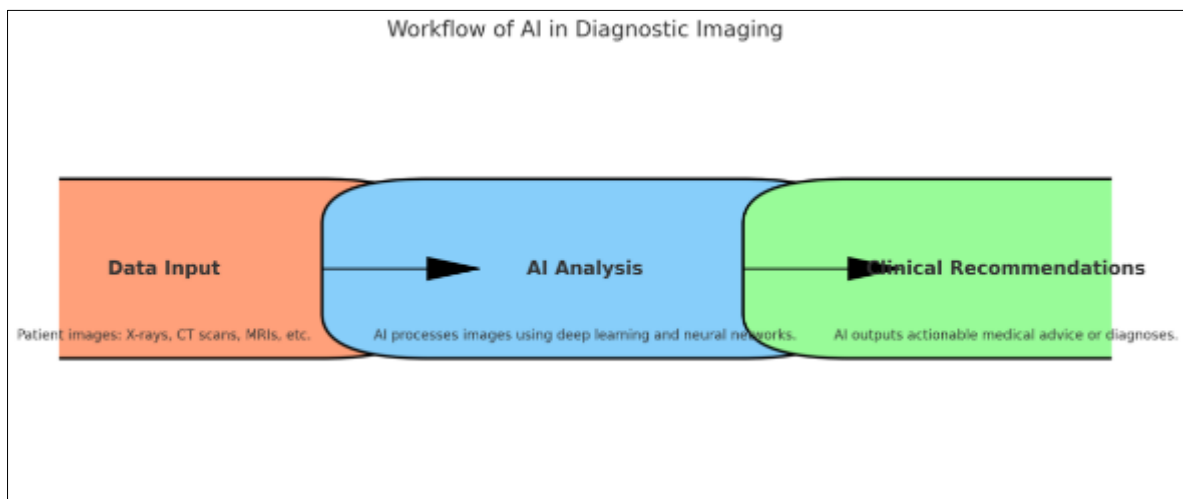 Workflow of AI in Diagnostic Imaging
Data Input
Patient images: X-rays, CT scans, MRIs, etc.
AI Analysis
AI processes images using deep learning and neural networks.
Clinical Recommendations
AI outputs actionable medical advice or diagnoses.